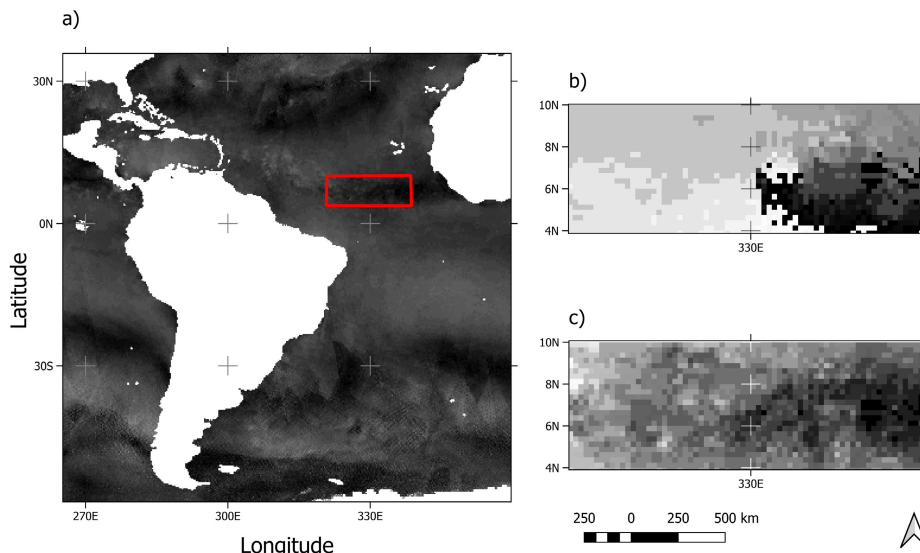 a)
30N
0N
30S
Latitude
270E 300E 330E
Longitude
b)
10N
8N
6N
4N
330E
c)
10N
8N
6N
4N
330E
250 0 250 500 km